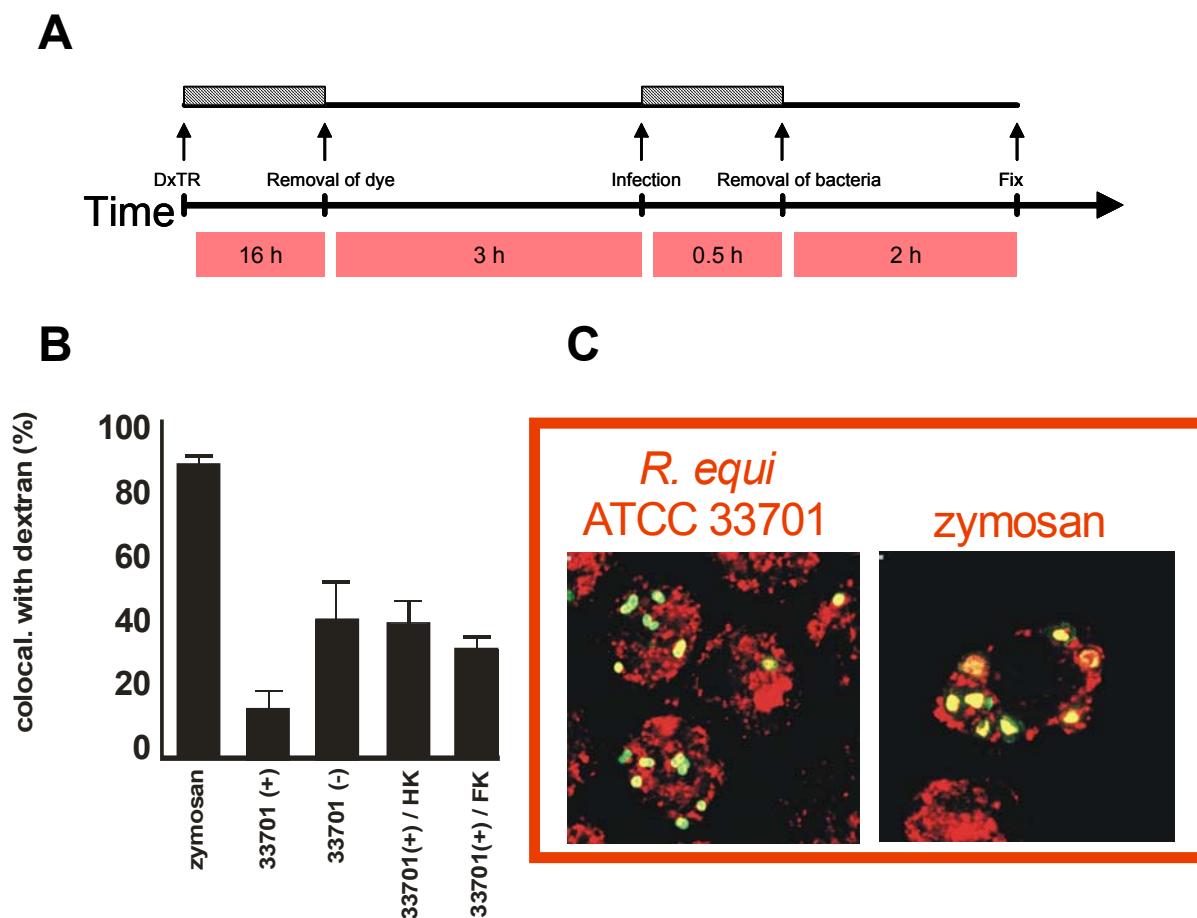 A
DxTR Removal of dye Infection Removal of bacteria Fix
Time
16 h 3 h 0.5 h 2 h
B
colocal. with dextran (%)
100
80
60
40
20
0
zymosan
33701 (+)
33701 (-)
33701(+) / HK
33701(+) / FK
C
R. equi
ATCC 33701
zymosan